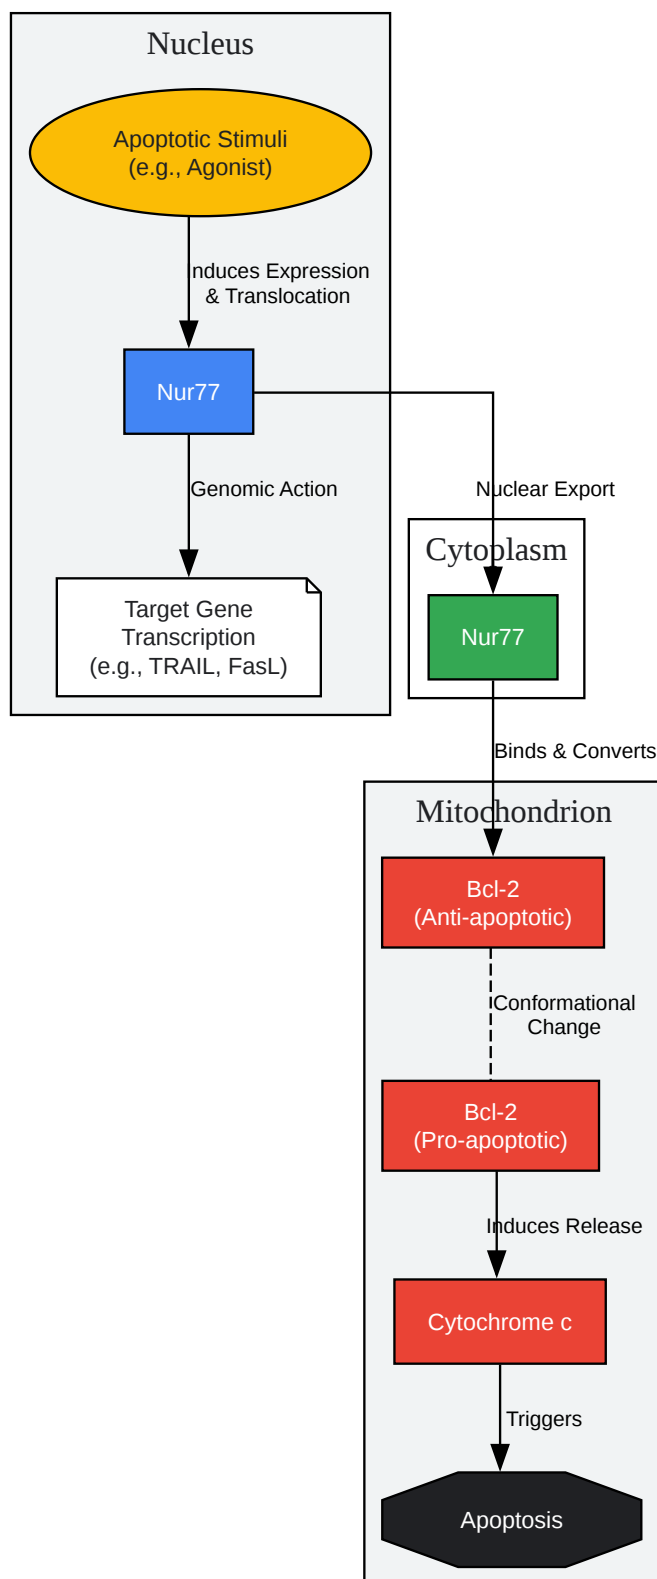 Nucleus
Apoptotic Stimuli
(e.g., Agonist)
Induces Expression
& Translocation
Nur77
Genomic Action
Nuclear Export
Cytoplasm
Target Gene
Transcription
(e.g., TRAIL, FasL)
Nur77
Binds & Converts
Mitochondrion
Bcl-2
(Anti-apoptotic)
Conformational
Change
Bcl-2
(Pro-apoptotic)
Induces Release
Cytochrome c
Triggers
Apoptosis